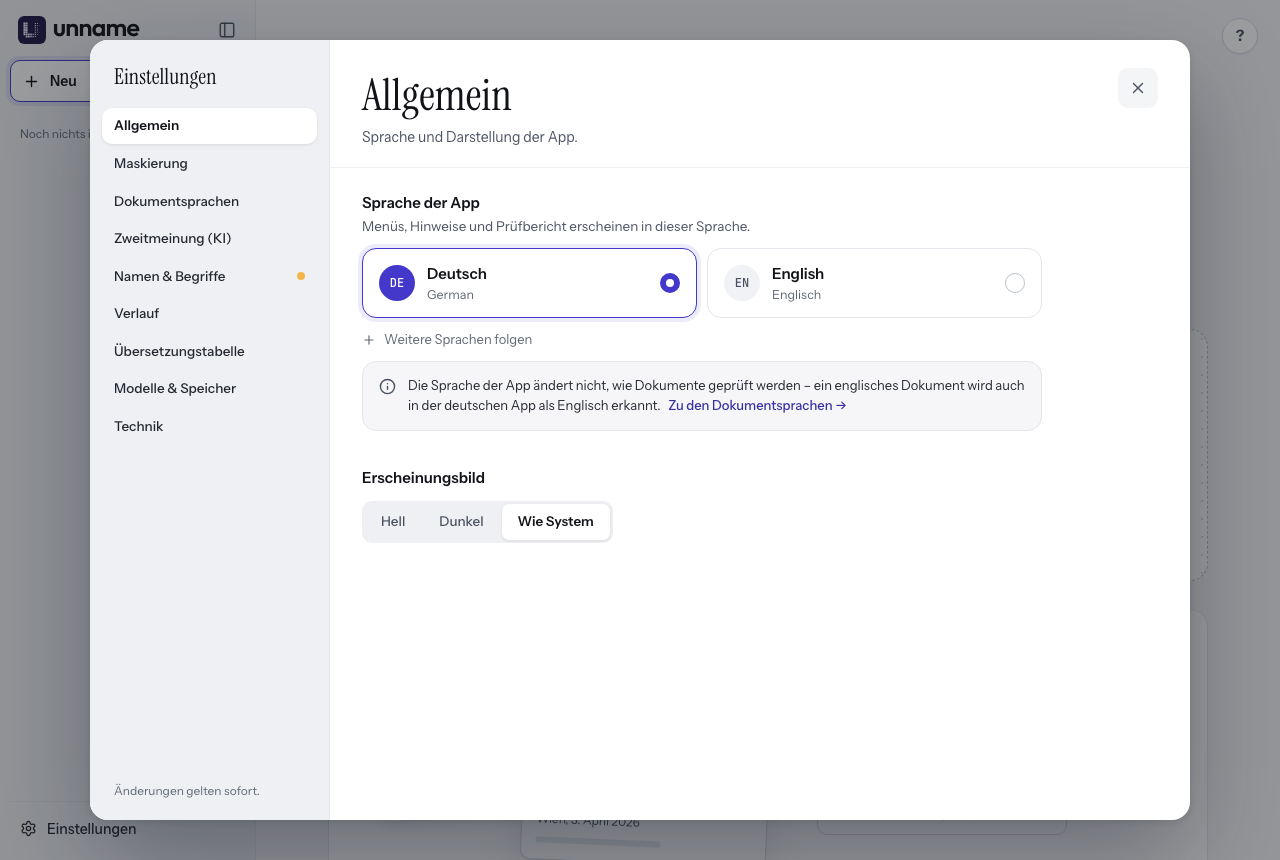 unname
?
Neu
Noch nichts
Einstellungen
Allgemein
Maskierung
Dokumentsprachen
Zweitmeinung (KI)
Namen & Begriffe
Verlauf
Übersetzungstabelle
Modelle & Speicher
Technik
Änderungen gelten sofort.
Allgemein
Sprache und Darstellung der App.
Sprache der App
Menüs, Hinweise und Prüfbericht erscheinen in dieser Sprache.
DE
Deutsch
German
EN
English
Englisch
Weitere Sprachen folgen
Die Sprache der App ändert nicht, wie Dokumente geprüft werden – ein englisches Dokument wird auch
in der deutschen App als Englisch erkannt. Zu den Dokumentsprachen →
Erscheinungsbild
Hell
Dunkel
Wie System
Einstellungen
Wien, 3. April 2026